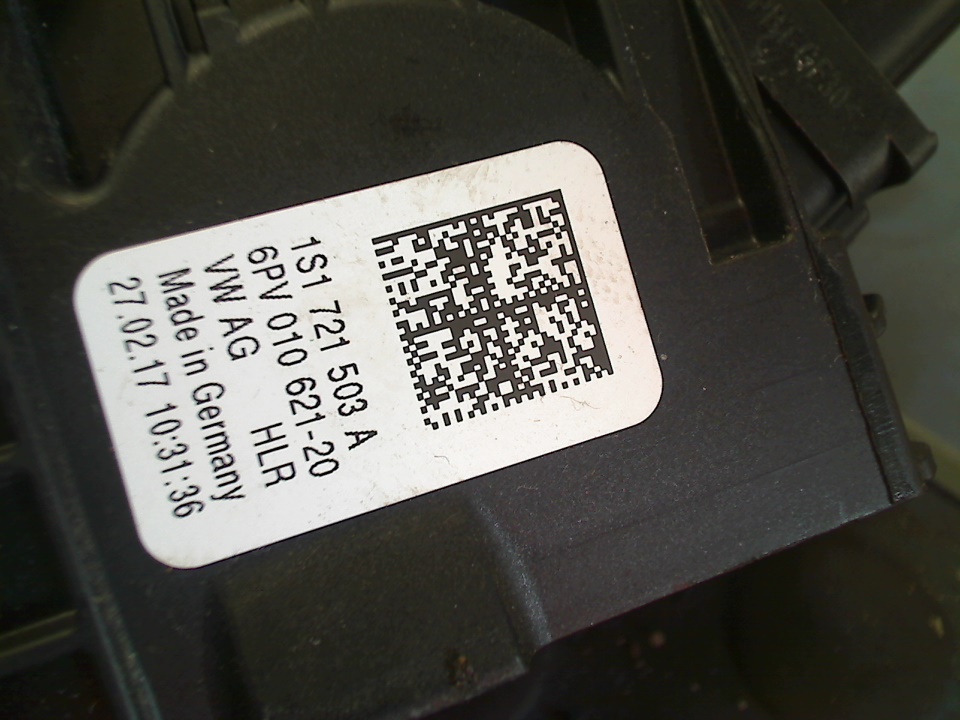 1S1 721 503 A
6PV 010 621-20
VW AG HLR
Made in Germany
27.02.17 10:31:36